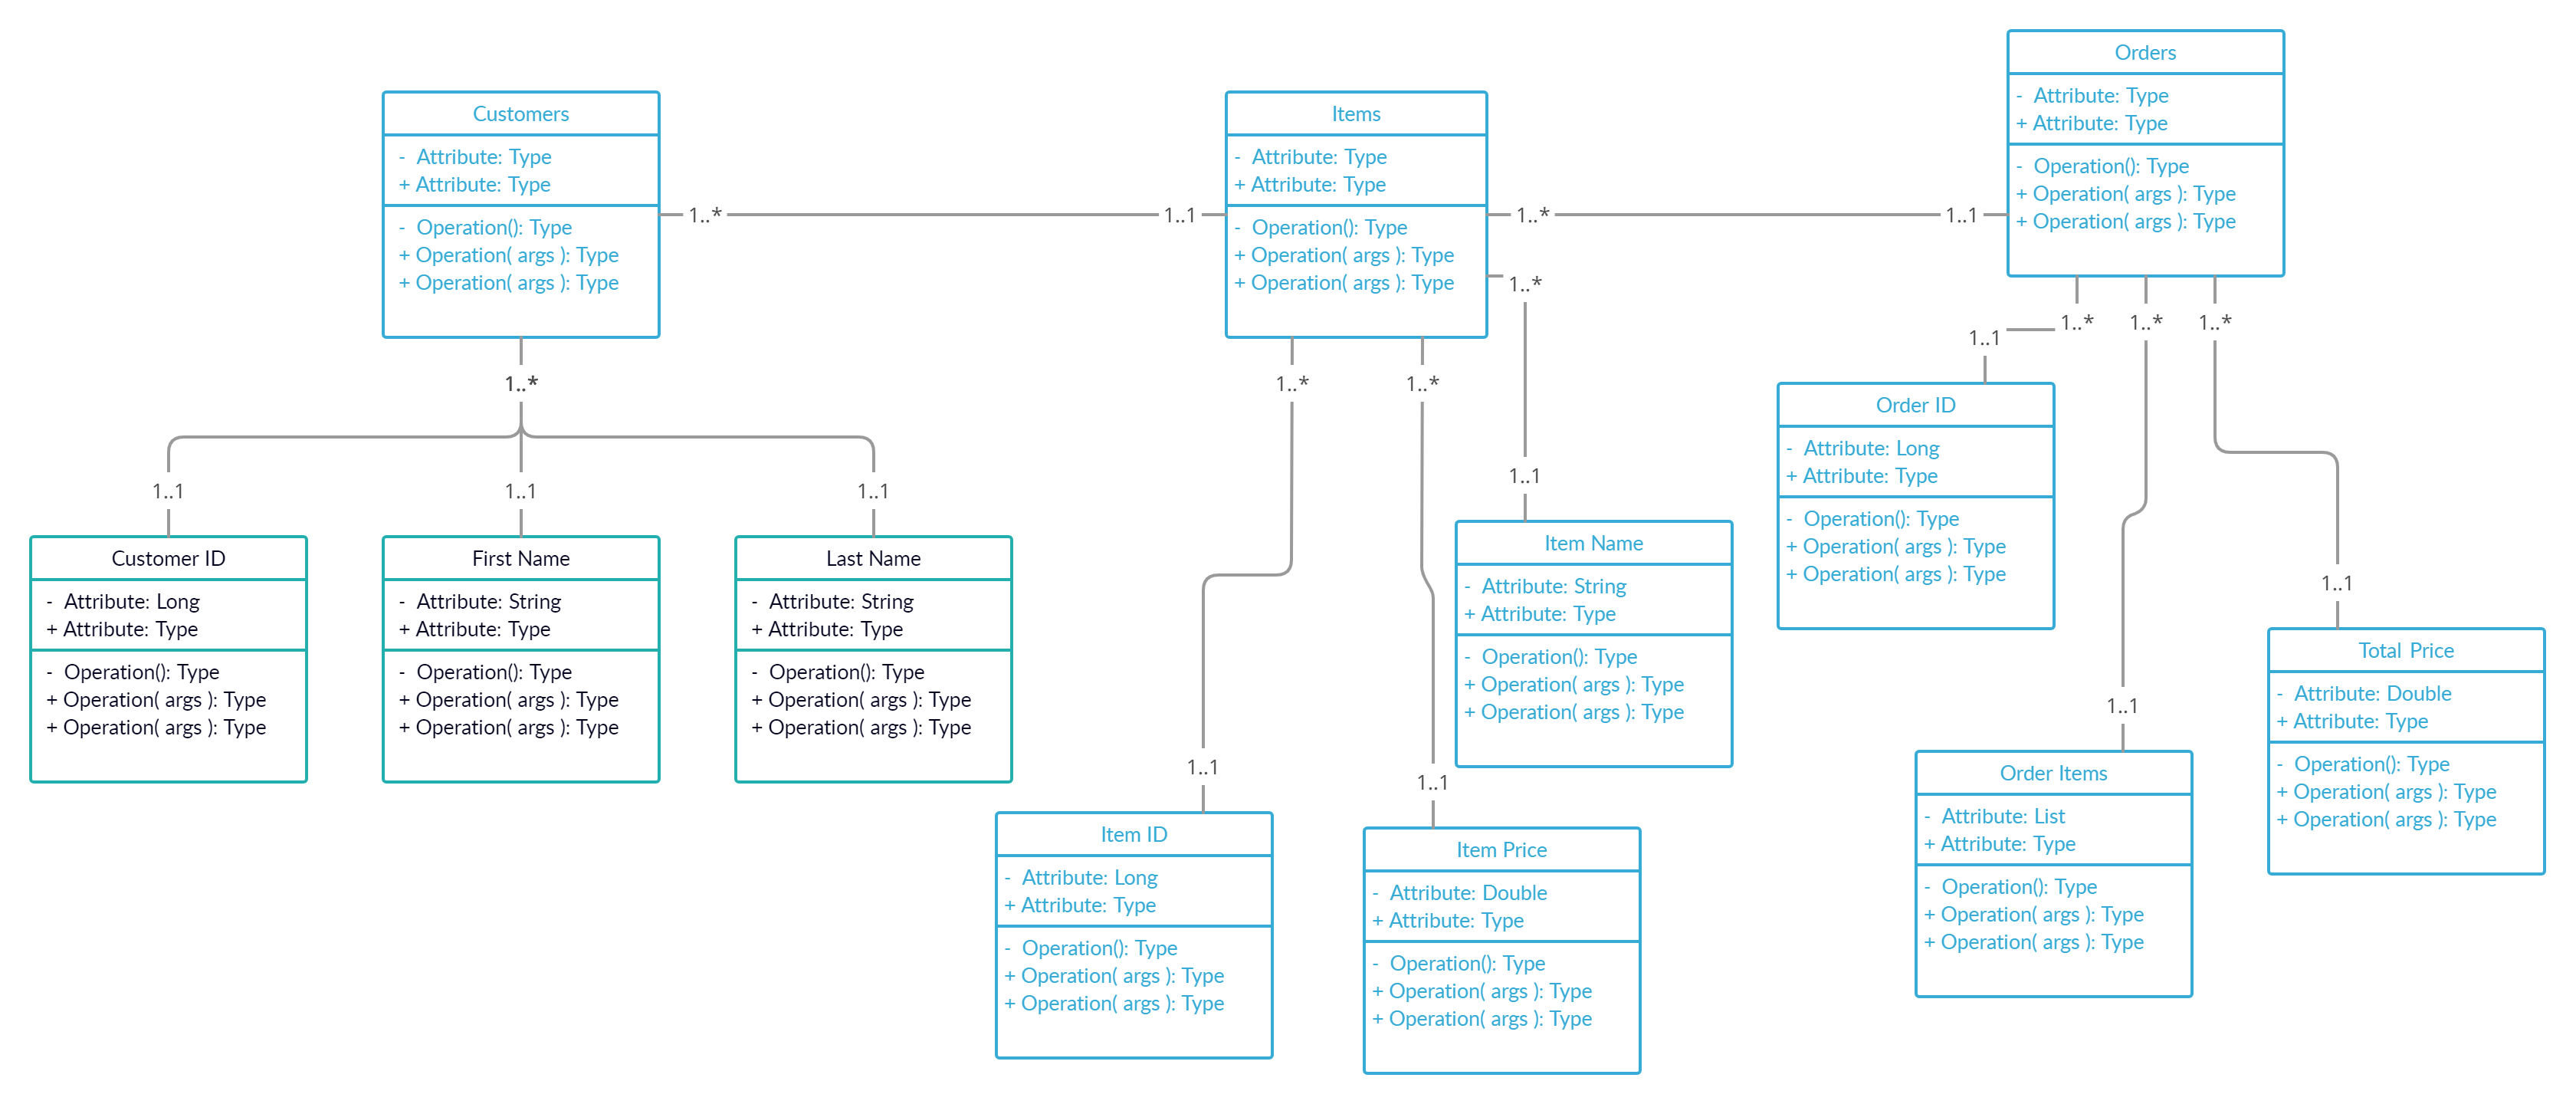 Orders
-  Attribute: Type
+ Attribute: Type
-  Operation(): Type
+ Operation( args ): Type
+ Operation( args ): Type
Customers
-  Attribute: Type
+ Attribute: Type
-  Operation(): Type
+ Operation( args ): Type
+ Operation( args ): Type
Items
-  Attribute: Type
+ Attribute: Type
-  Operation(): Type
+ Operation( args ): Type
+ Operation( args ): Type
1..*
1..1
1..*
1..1
1..*
1..*
1..*
1..*
1..1
1..*
1..*
1..*
1..1
1..1
1..1
1..1
1..1
1..1
1..1
1..1
1..1
Order ID
-  Attribute: Long
+ Attribute: Type
-  Operation(): Type
+ Operation( args ): Type
+ Operation( args ): Type
Customer ID
-  Attribute: Long
+ Attribute: Type
-  Operation(): Type
+ Operation( args ): Type
+ Operation( args ): Type
First Name
-  Attribute: String
+ Attribute: Type
-  Operation(): Type
+ Operation( args ): Type
+ Operation( args ): Type
Last Name
-  Attribute: String
+ Attribute: Type
-  Operation(): Type
+ Operation( args ): Type
+ Operation( args ): Type
Item Name
-  Attribute: String
+ Attribute: Type
-  Operation(): Type
+ Operation( args ): Type
+ Operation( args ): Type
Total Price
-  Attribute: Double
+ Attribute: Type
-  Operation(): Type
+ Operation( args ): Type
+ Operation( args ): Type
Order Items
-  Attribute: List
+ Attribute: Type
-  Operation(): Type
+ Operation( args ): Type
+ Operation( args ): Type
Item ID
-  Attribute: Long
+ Attribute: Type
-  Operation(): Type
+ Operation( args ): Type
+ Operation( args ): Type
Item Price
-  Attribute: Double
+ Attribute: Type
-  Operation(): Type
+ Operation( args ): Type
+ Operation( args ): Type